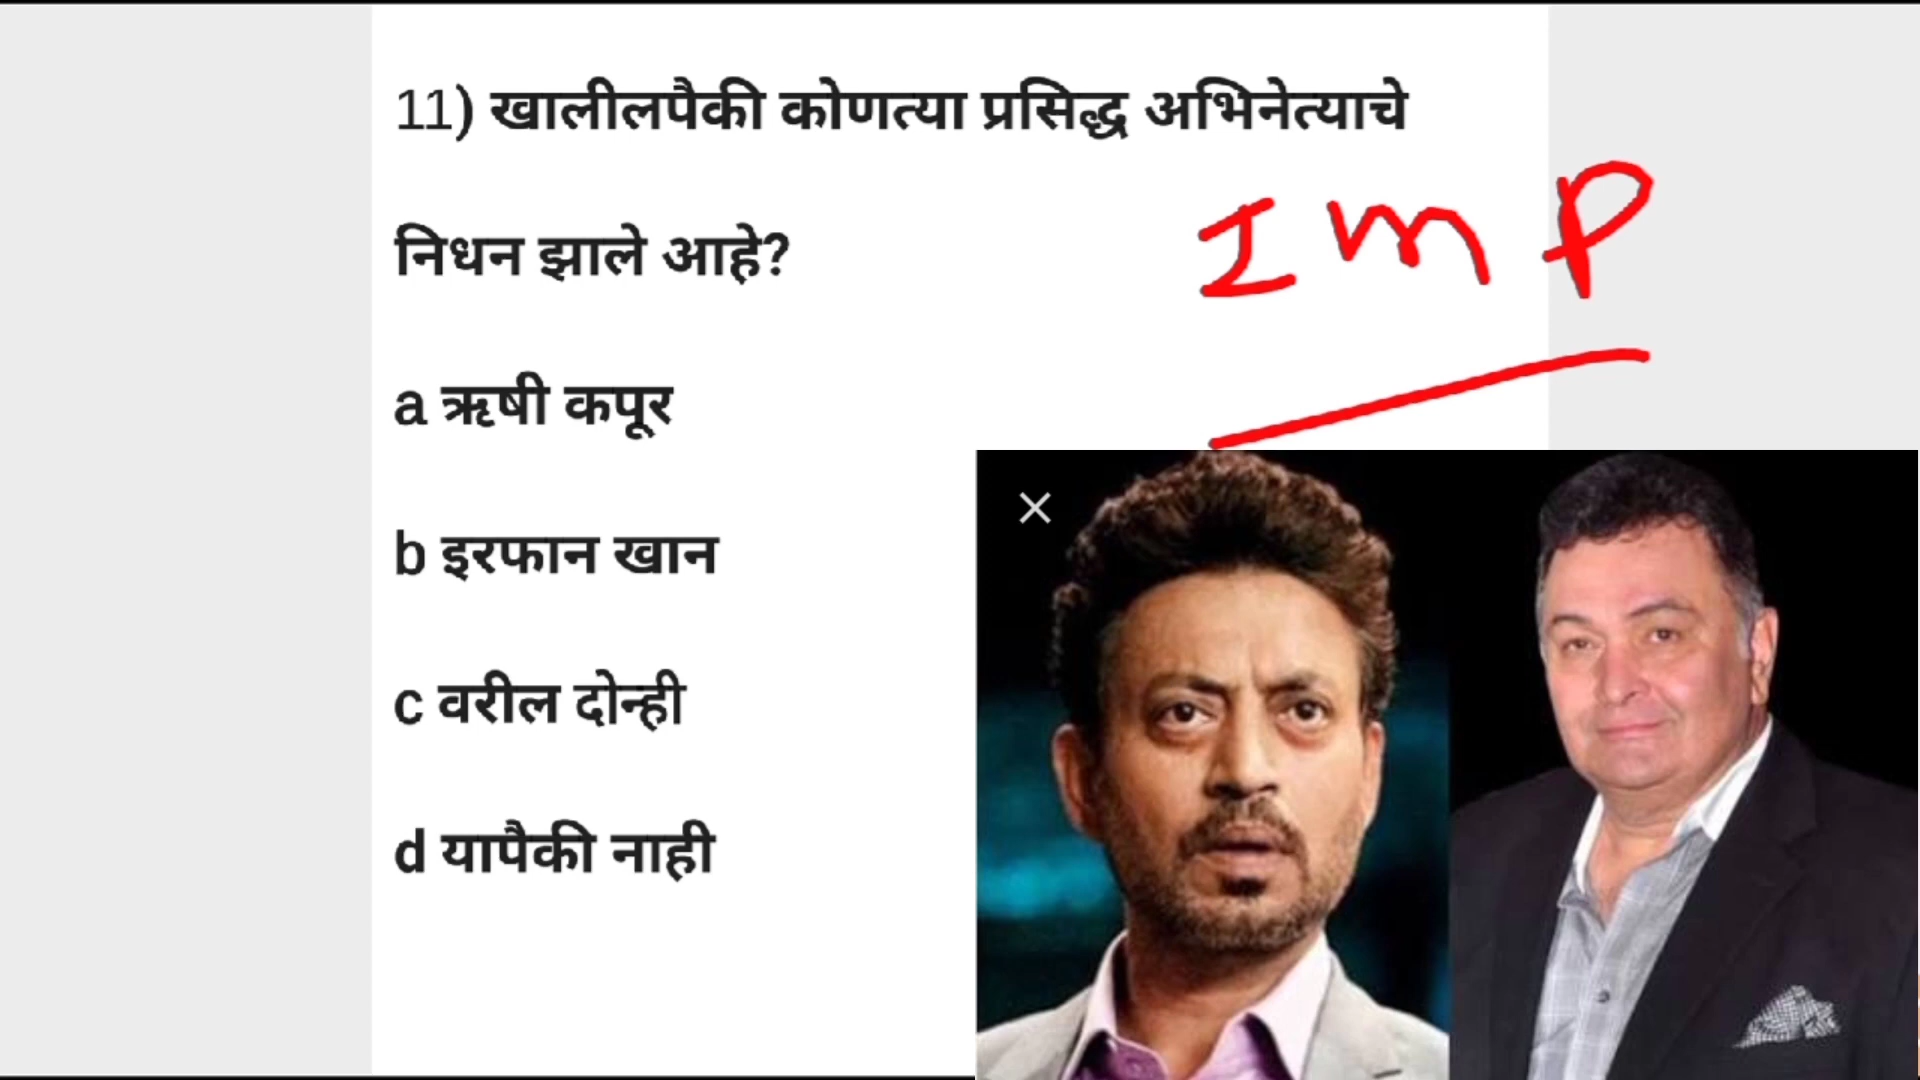 11) खालीलपैकी कोणत्या प्रसिद्ध अभिनेत्याचे
निधन झाले आहे?
IMP
a ऋषी कपूर
b इरफान खान
c वरील दोन्ही
d यापैकी नाही